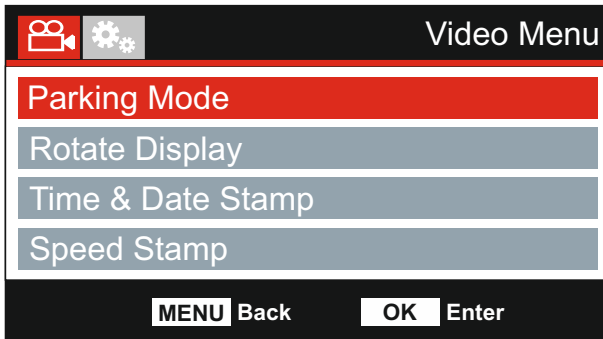 Video Menu
Parking Mode
Rotate Display
Time & Date Stamp
Speed Stamp
MENU Back OK Enter